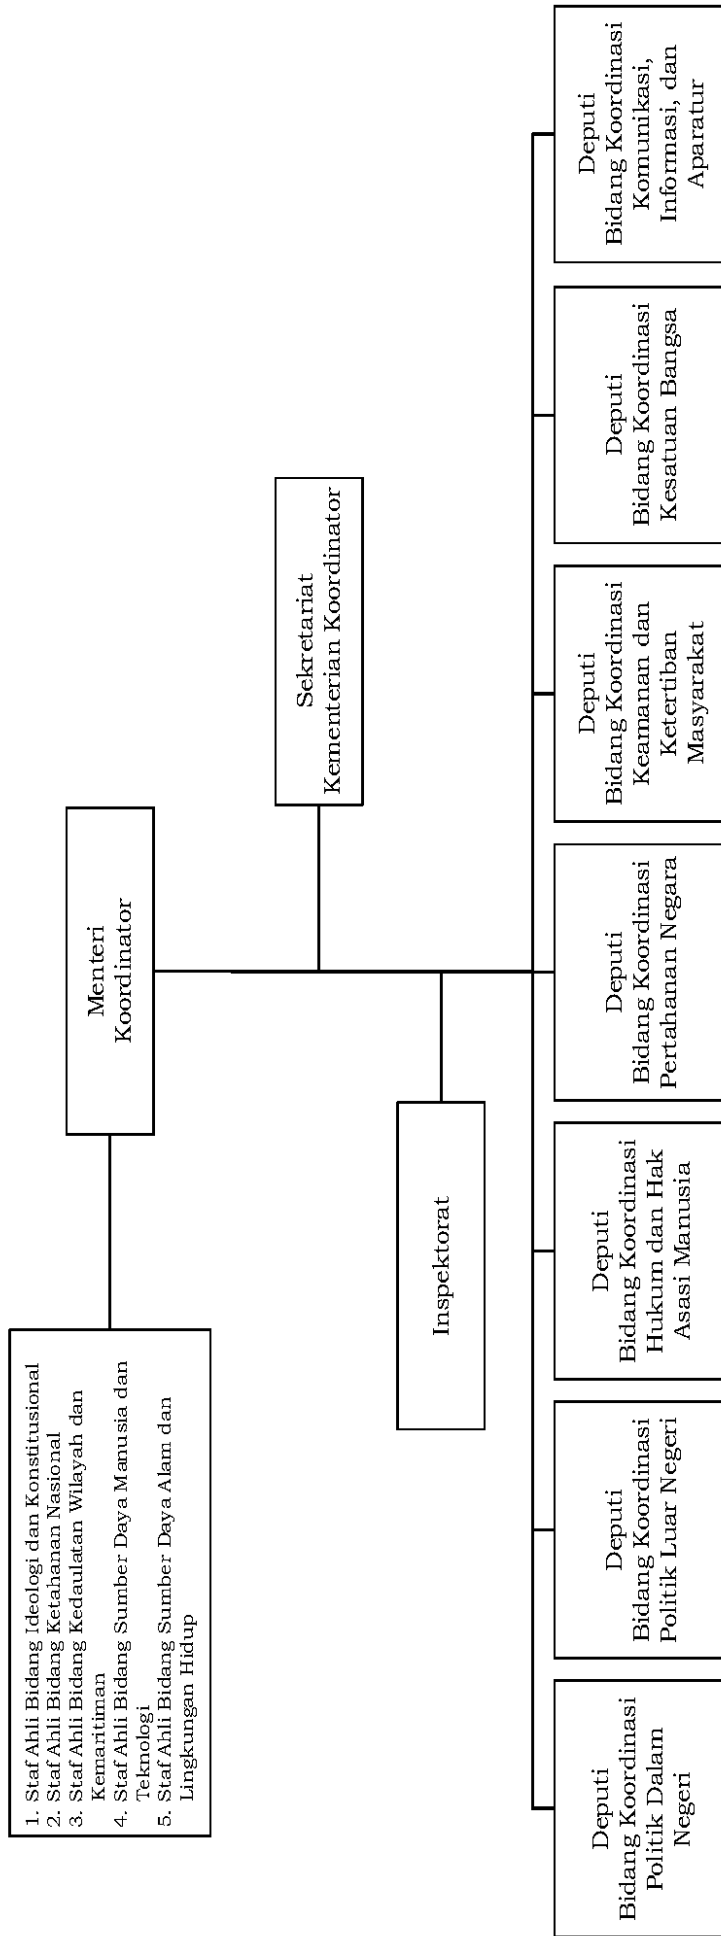 Menteri
Koordinator
1. Staf Ahli Bidang Ideologi dan Konstitusional
2. Staf Ahli Bidang Ketahanan Nasional
3. Staf Ahli Bidang Kedaulatan Wilayah dan
Kemaritiman
4. Staf Ahli Bidang Sumber Daya Manusia dan
Teknologi
5. Staf Ahli Bidang Sumber Daya Alam dan
Lingkungan Hidup
Sekretariat
Kementerian Koordinator
Inspektorat
Deputi
Bidang Koordinasi
Politik Dalam
Negeri
Deputi
Bidang Koordinasi
Politik Luar Negeri
Deputi
Bidang Koordinasi
Hukum dan Hak
Asasi Manusia
Deputi
Bidang Koordinasi
Pertahanan Negara
Deputi
Bidang Koordinasi
Keamanan dan
Ketertiban
Masyarakat
Deputi
Bidang Koordinasi
Kesatuan Bangsa
Deputi
Bidang Koordinasi
Komunikasi,
Informasi, dan
Aparatur